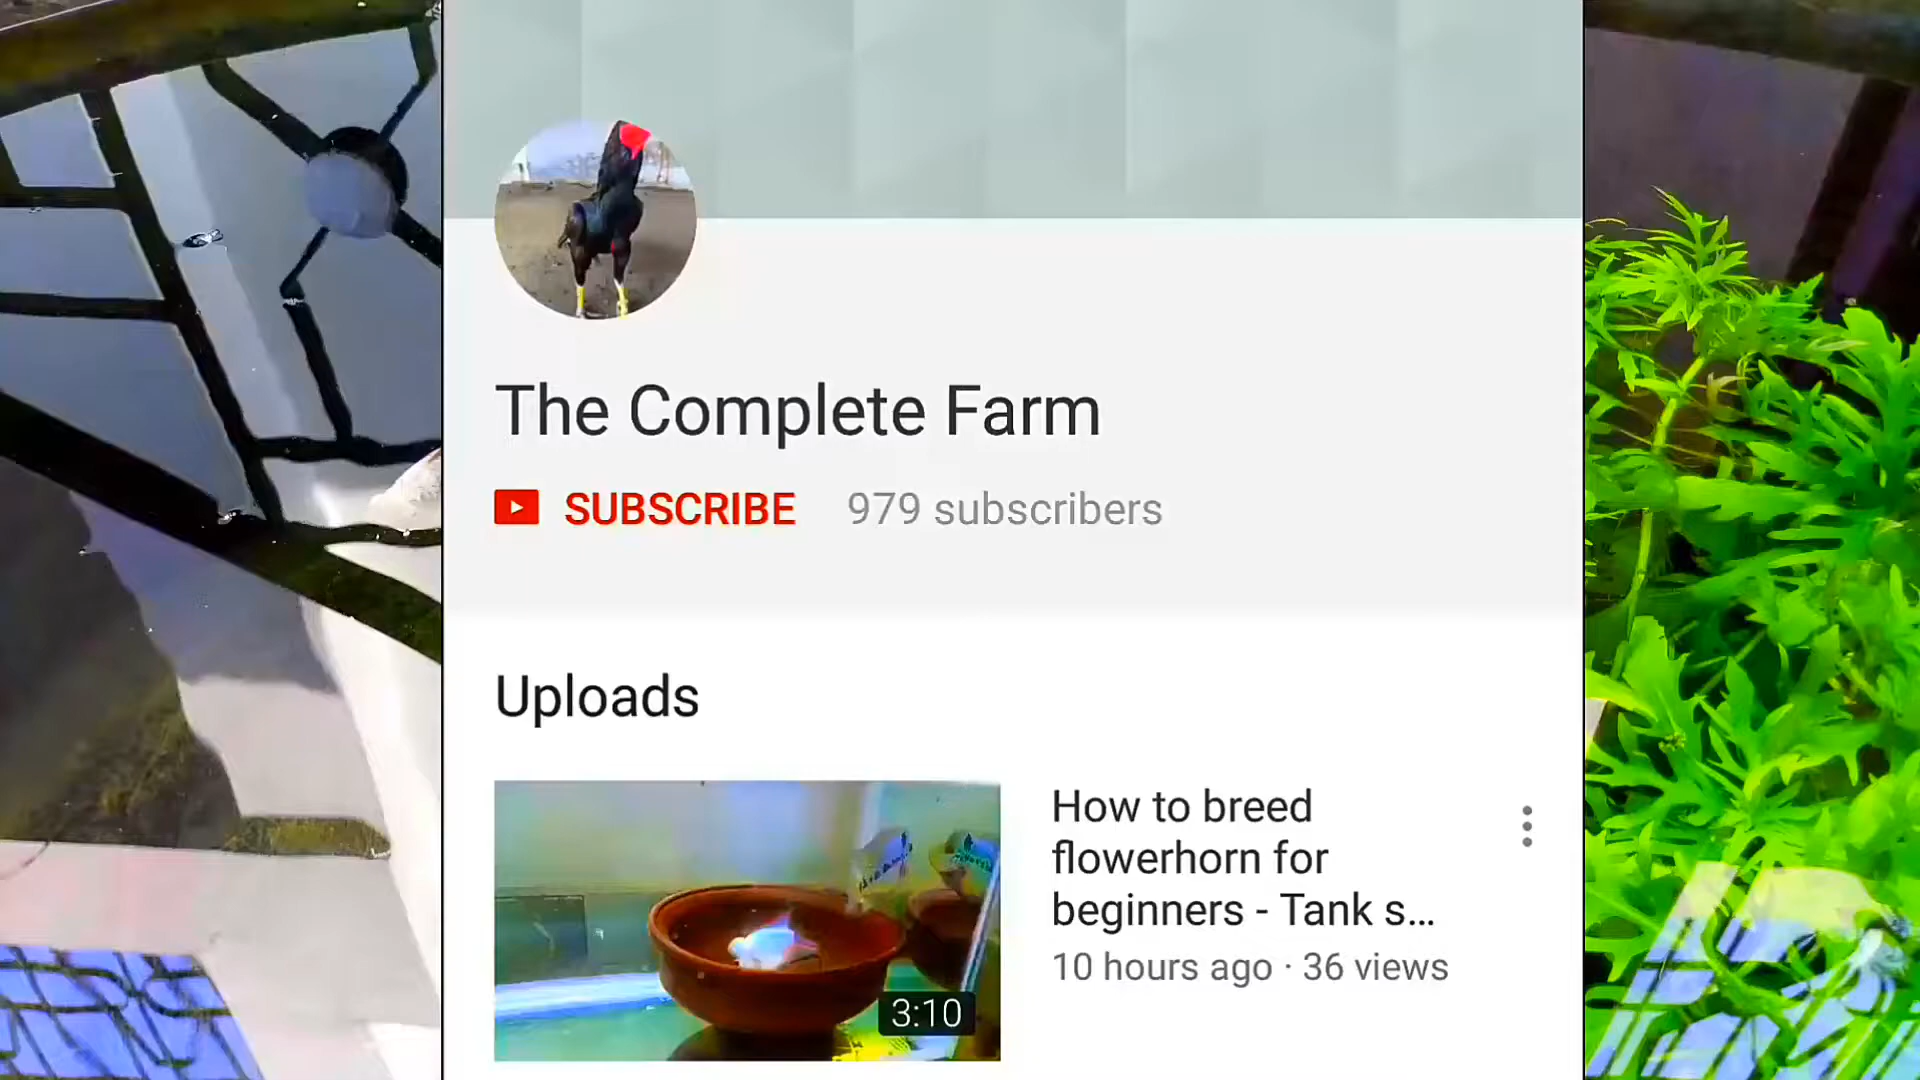 The Complete Farm
SUBSCRIBE 979 subscribers
Uploads
How to breed
flowerhorn for
beginners - Tank s...
10 hours ago · 36 views
3:10